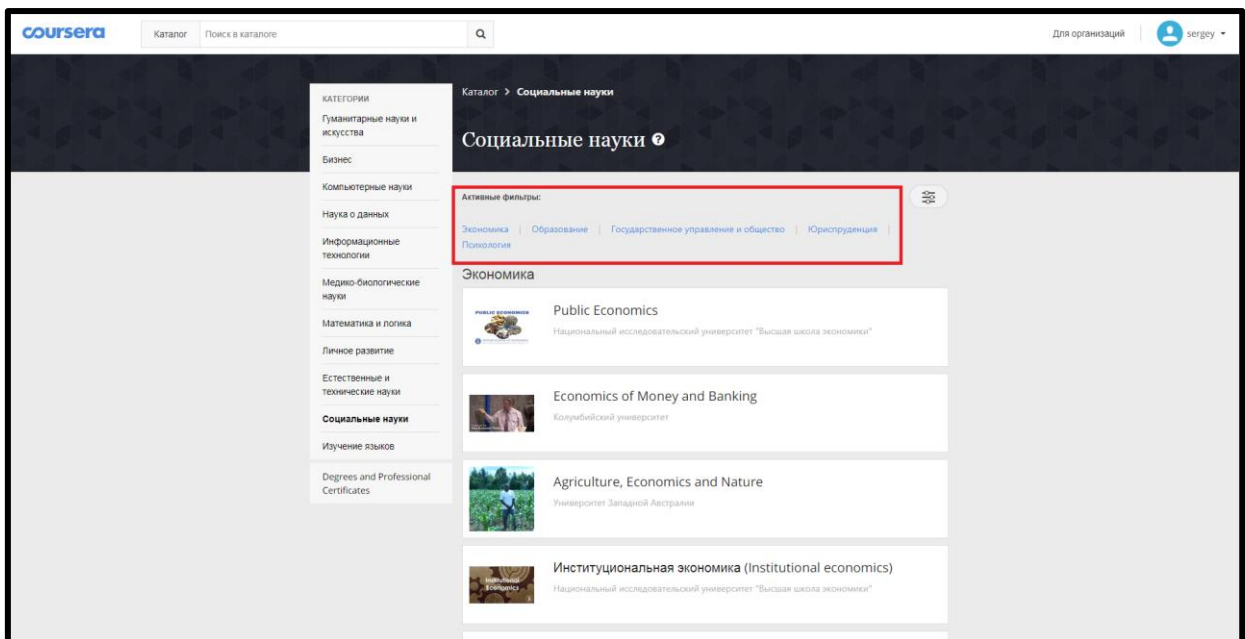 coursera
Каталог
Поиск в каталоге
Для организаций
sergey
КАТЕГОРИИ
Гуманитарные науки и
искусства
Бизнес
Компьютерные науки
Наука о данных
Информационные
технологии
Медико-биологические
науки
Математика и логика
Личное развитие
Естественные и
технические науки
Социальные науки
Изучение языков
Degrees and Professional
Certificates
Каталог > Социальные науки
Социальные науки ?
Активные фильтры:
Экономика | Образование | Государственное управление и общество | Юриспруденция |
Психология
Экономика
PUBLIC ECONOMICS
Public Economics
Национальный исследовательский университет "Высшая школа экономики"
Economics of Money and Banking
Колумбийский университет
Agriculture, Economics and Nature
Университет Западной Австралии
Institutional
Economics
Институциональная экономика (Institutional economics)
Национальный исследовательский университет "Высшая школа экономики"